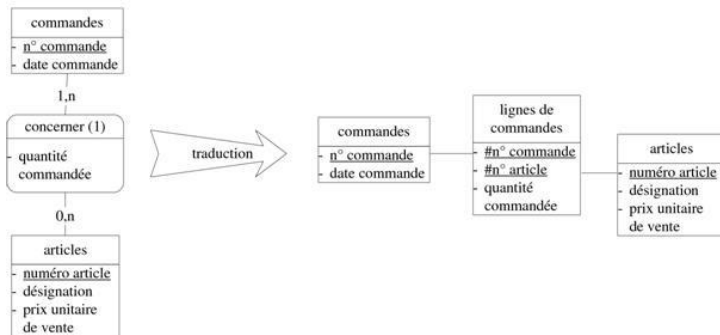 commandes
- n° commande
- date commande
1,n
concerner (1)
- quantité
commandée
0,n
articles
- numéro article
- désignation
- prix unitaire
de vente
traduction
commandes
- n° commande
- date commande
lignes de
commandes
- #n° commande
- #n° article
- quantité
commandée
articles
- numéro article
- désignation
- prix unitaire
de vente